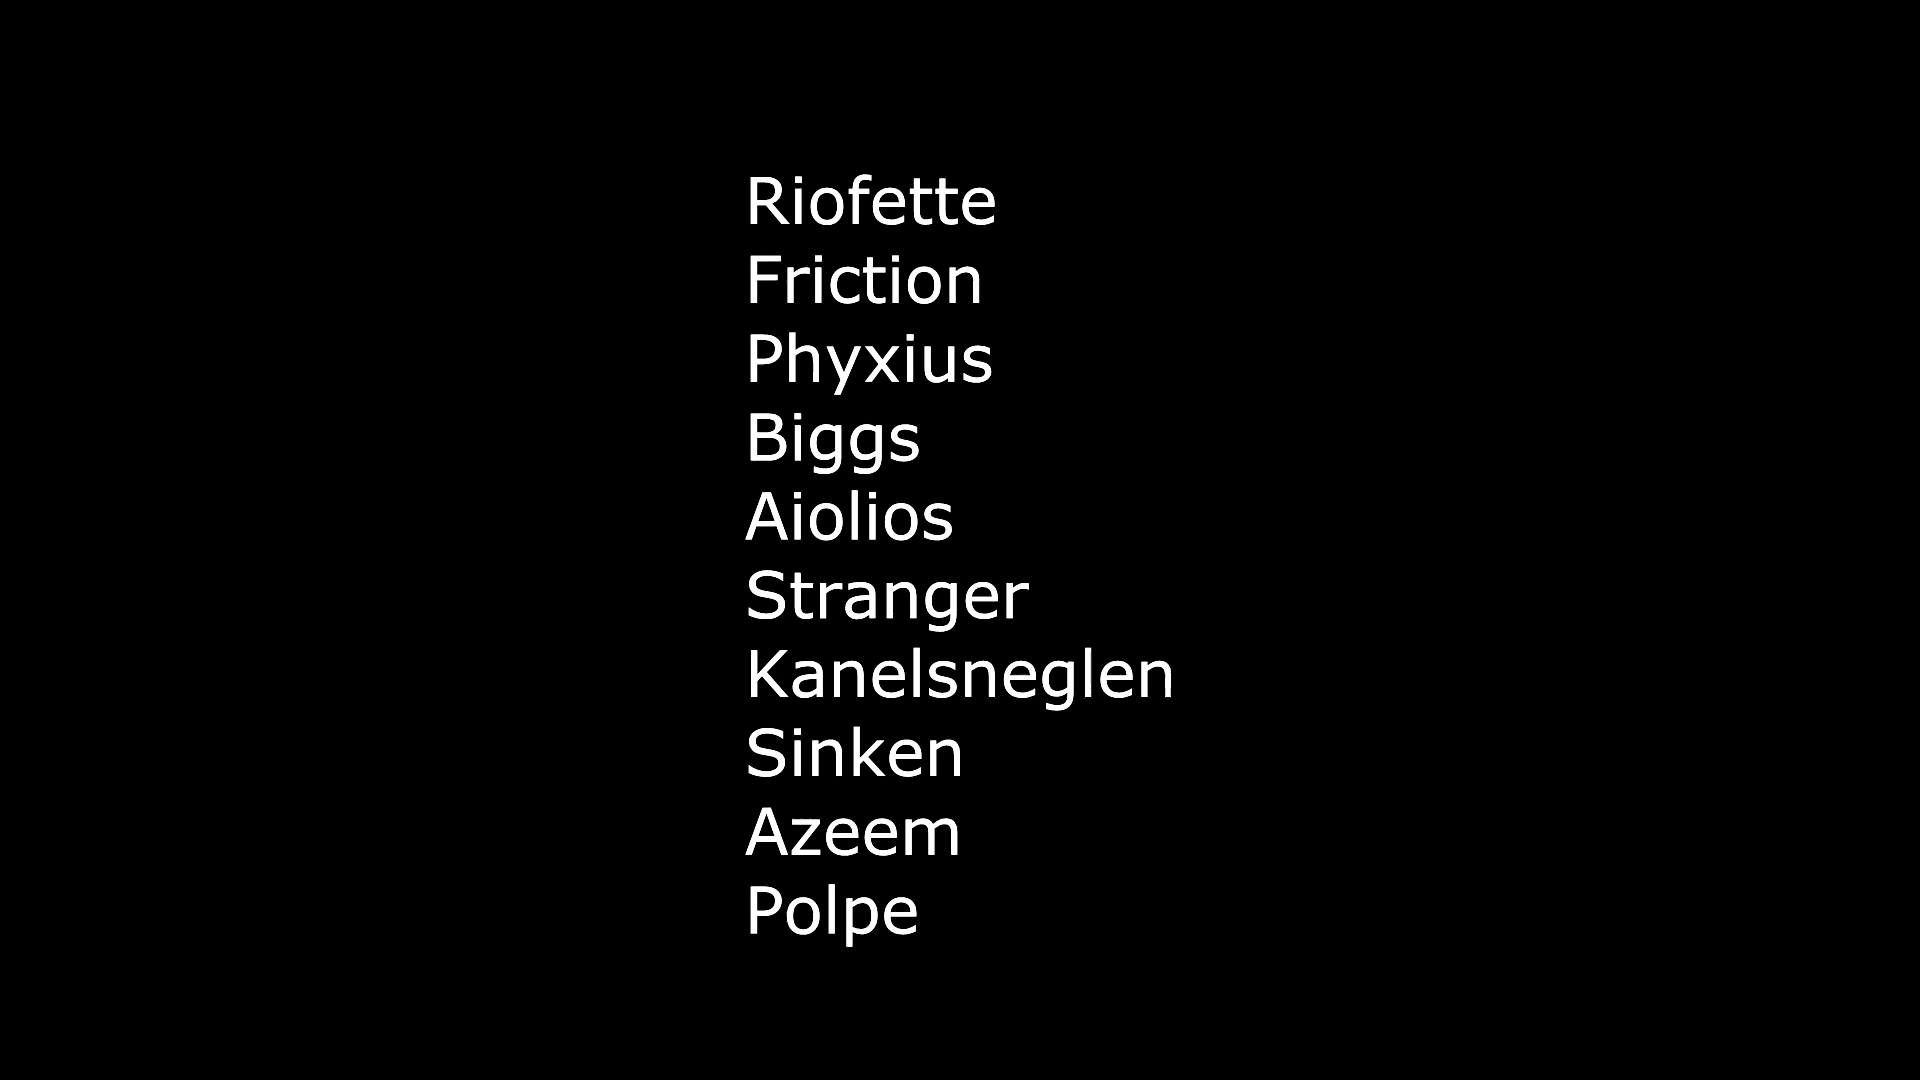 Riofette
Friction
Phyxius
Biggs
Aiolios
Stranger
Kanelsneglen
Sinken
Azeem
Polpe